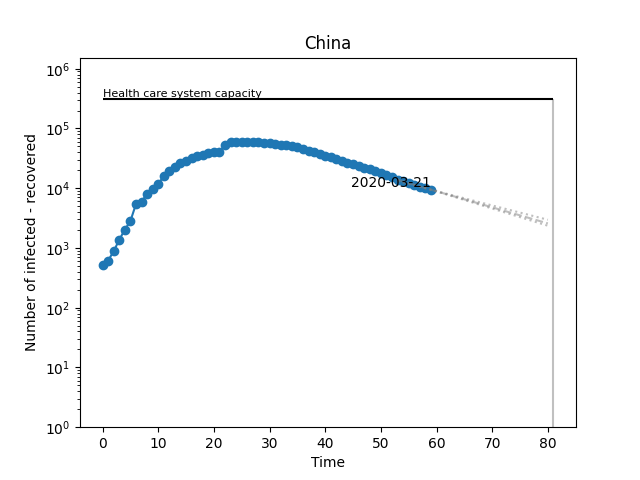 China
Number of infected - recovered
10^6
10^5
10^4
10^3
10^2
10^1
10^0
Health care system capacity
2020-03-21
0 10 20 30 40 50 60 70 80
Time